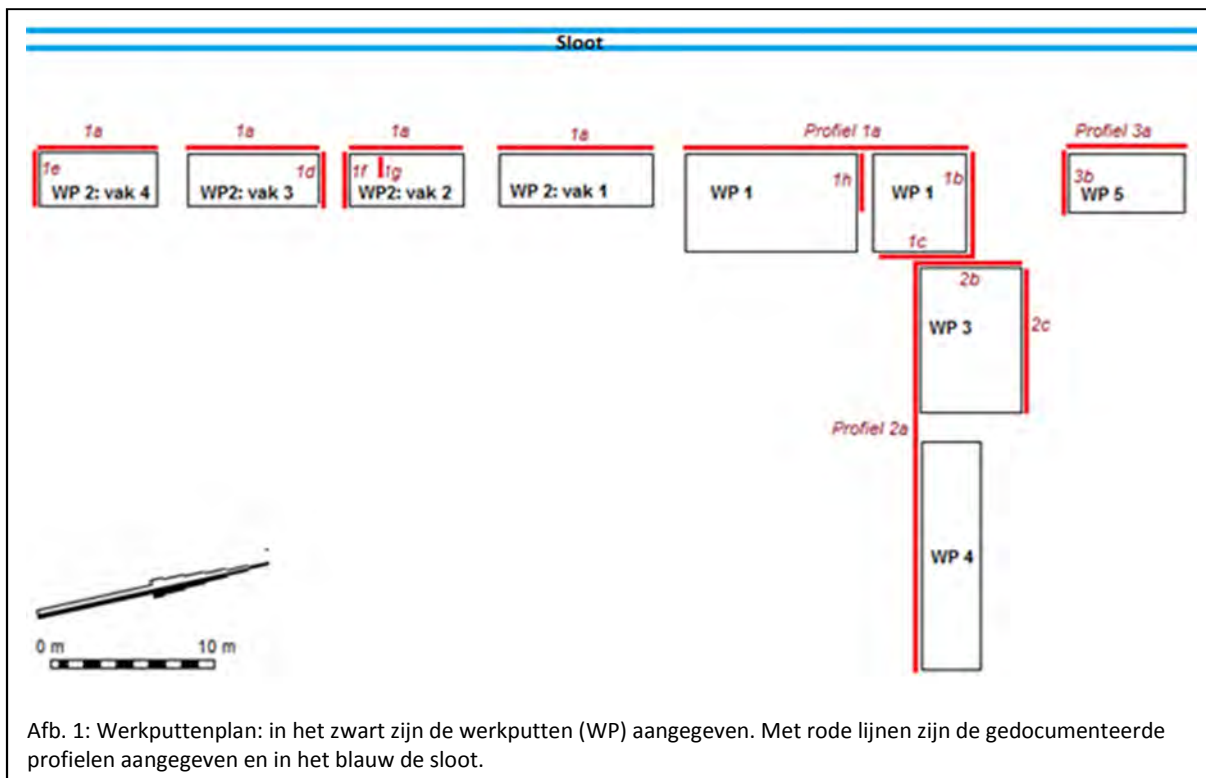 Sloot
1a 1a 1a 1a Profiel 1a Profiel 3a
1e 1d 1f 1g 1h 1b 3b
WP 2: vak 4 WP2: vak 3 WP2: vak 2 WP 2: vak 1 WP 1 WP 1 WP 5
1c
2b
WP 3 2c
Profiel 2a
WP 4
0 m 10 m
Afb. 1: Werkputtenplan: in het zwart zijn de werkputten (WP) aangegeven. Met rode lijnen zijn de gedocumenteerde
profielen aangegeven en in het blauw de sloot.